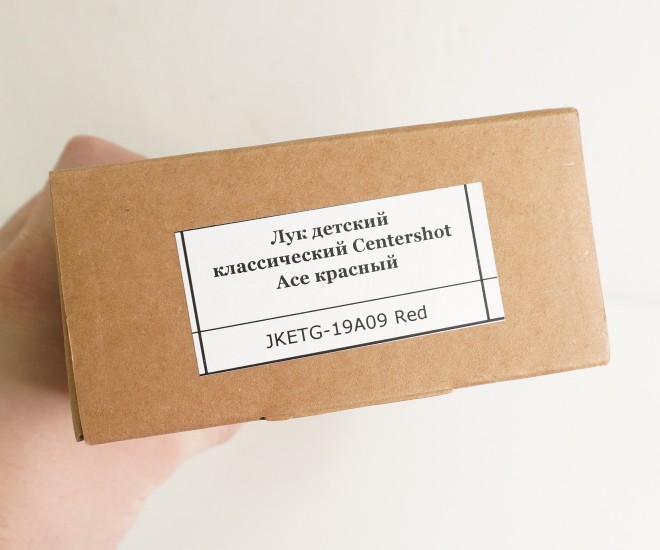 Лук детский
классический Centershot
Ace красный
JKETG-19A09 Red